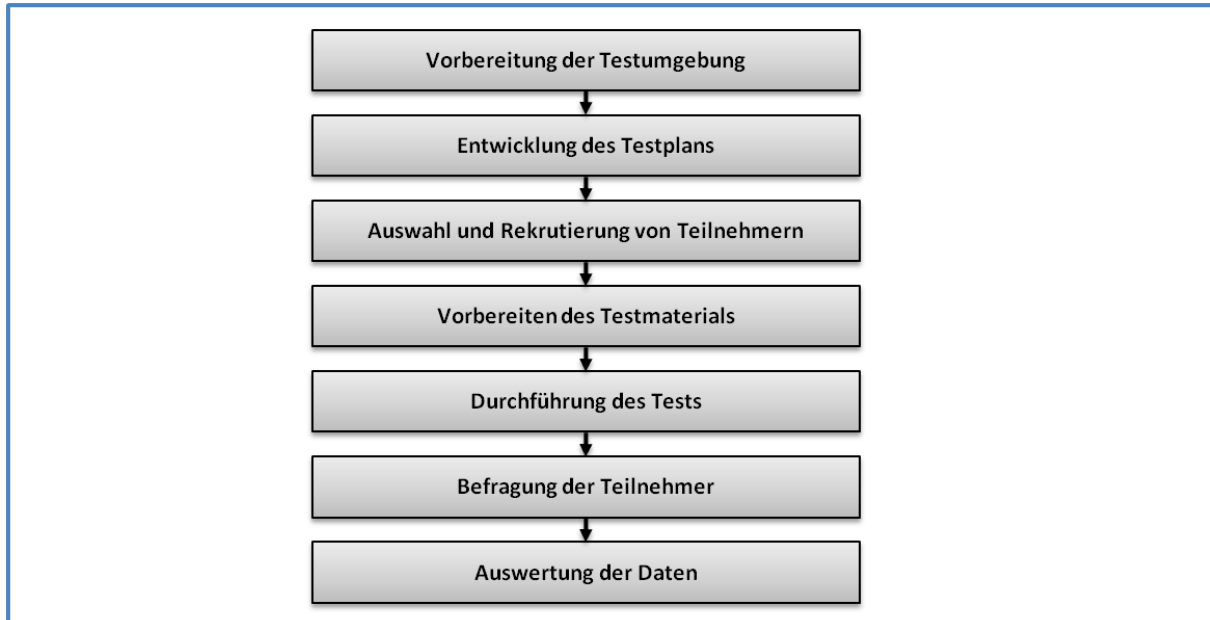 Vorbereitung der Testumgebung
Entwicklung des Testplans
Auswahl und Rekrutierung von Teilnehmern
Vorbereiten des Testmaterials
Durchführung des Tests
Befragung der Teilnehmer
Auswertung der Daten